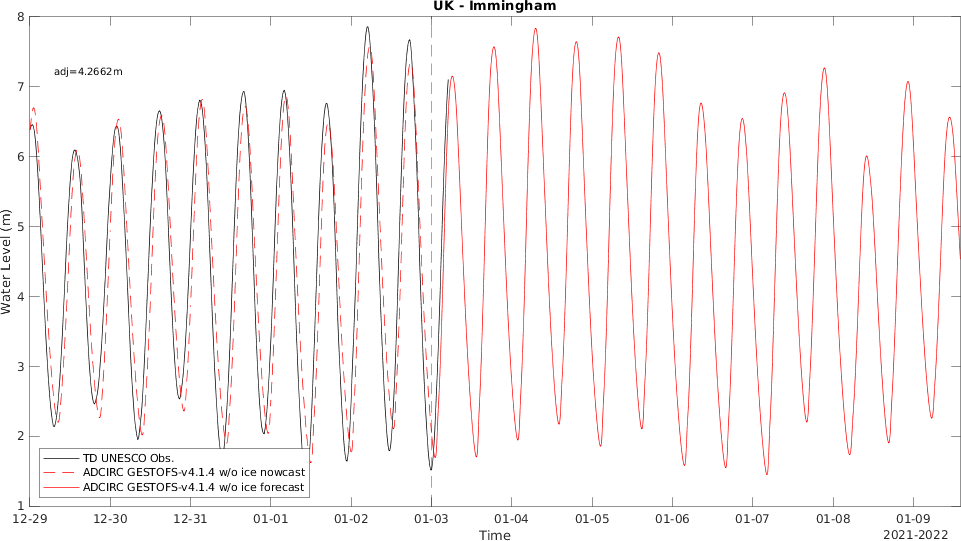 UK - Immingham
8
7
6
5
4
3
2
1
Water Level (m)
adj=4.2662m
TD UNESCO Obs.
ADCIRC GESTOFS-v4.1.4 w/o ice nowcast
ADCIRC GESTOFS-v4.1.4 w/o ice forecast
12-29 12-30 12-31 01-01 01-02 01-03 01-04 01-05 01-06 01-07 01-08 01-09
Time
2021-2022